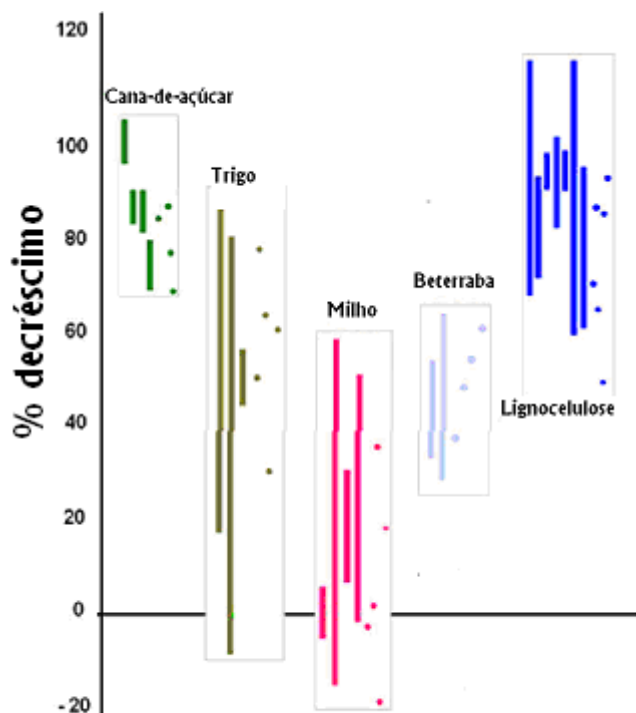 % decréscimo
120
100
80
60
40
20
0
-20
Cana-de-açúcar
Trigo
Milho
Beterraba
Lignocelulose